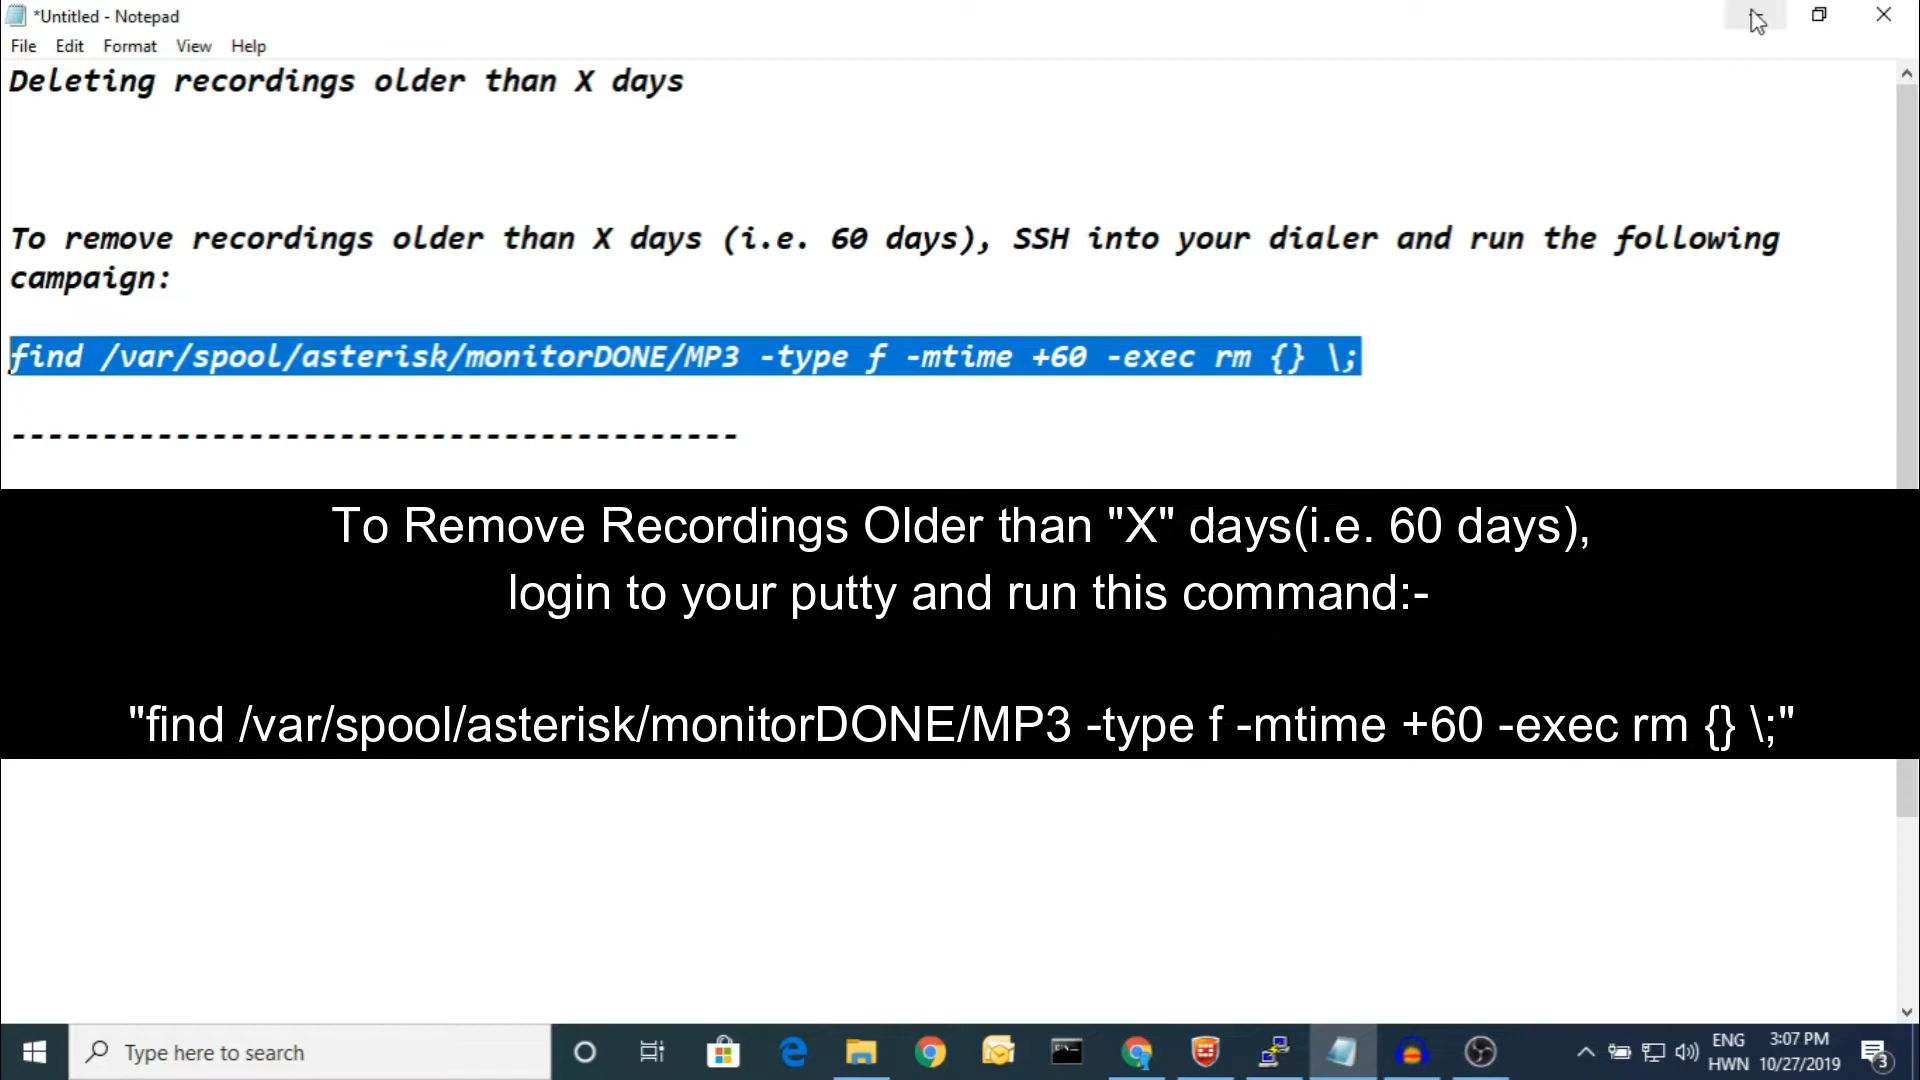 *Untitled - Notepad
File Edit Format View Help
Deleting recordings older than X days
To remove recordings older than X days (i.e. 60 days), SSH into your dialer and run the following
campaign:
find /var/spool/asterisk/monitorDONE/MP3 -type f -mtime +60 -exec rm {} \;
----------------------------------------
To Remove Recordings Older than "X" days(i.e. 60 days),
login to your putty and run this command:-
"find /var/spool/asterisk/monitorDONE/MP3 -type f -mtime +60 -exec rm {} \;"
Type here to search
ENG 3:07 PM
HWN 10/27/2019
3